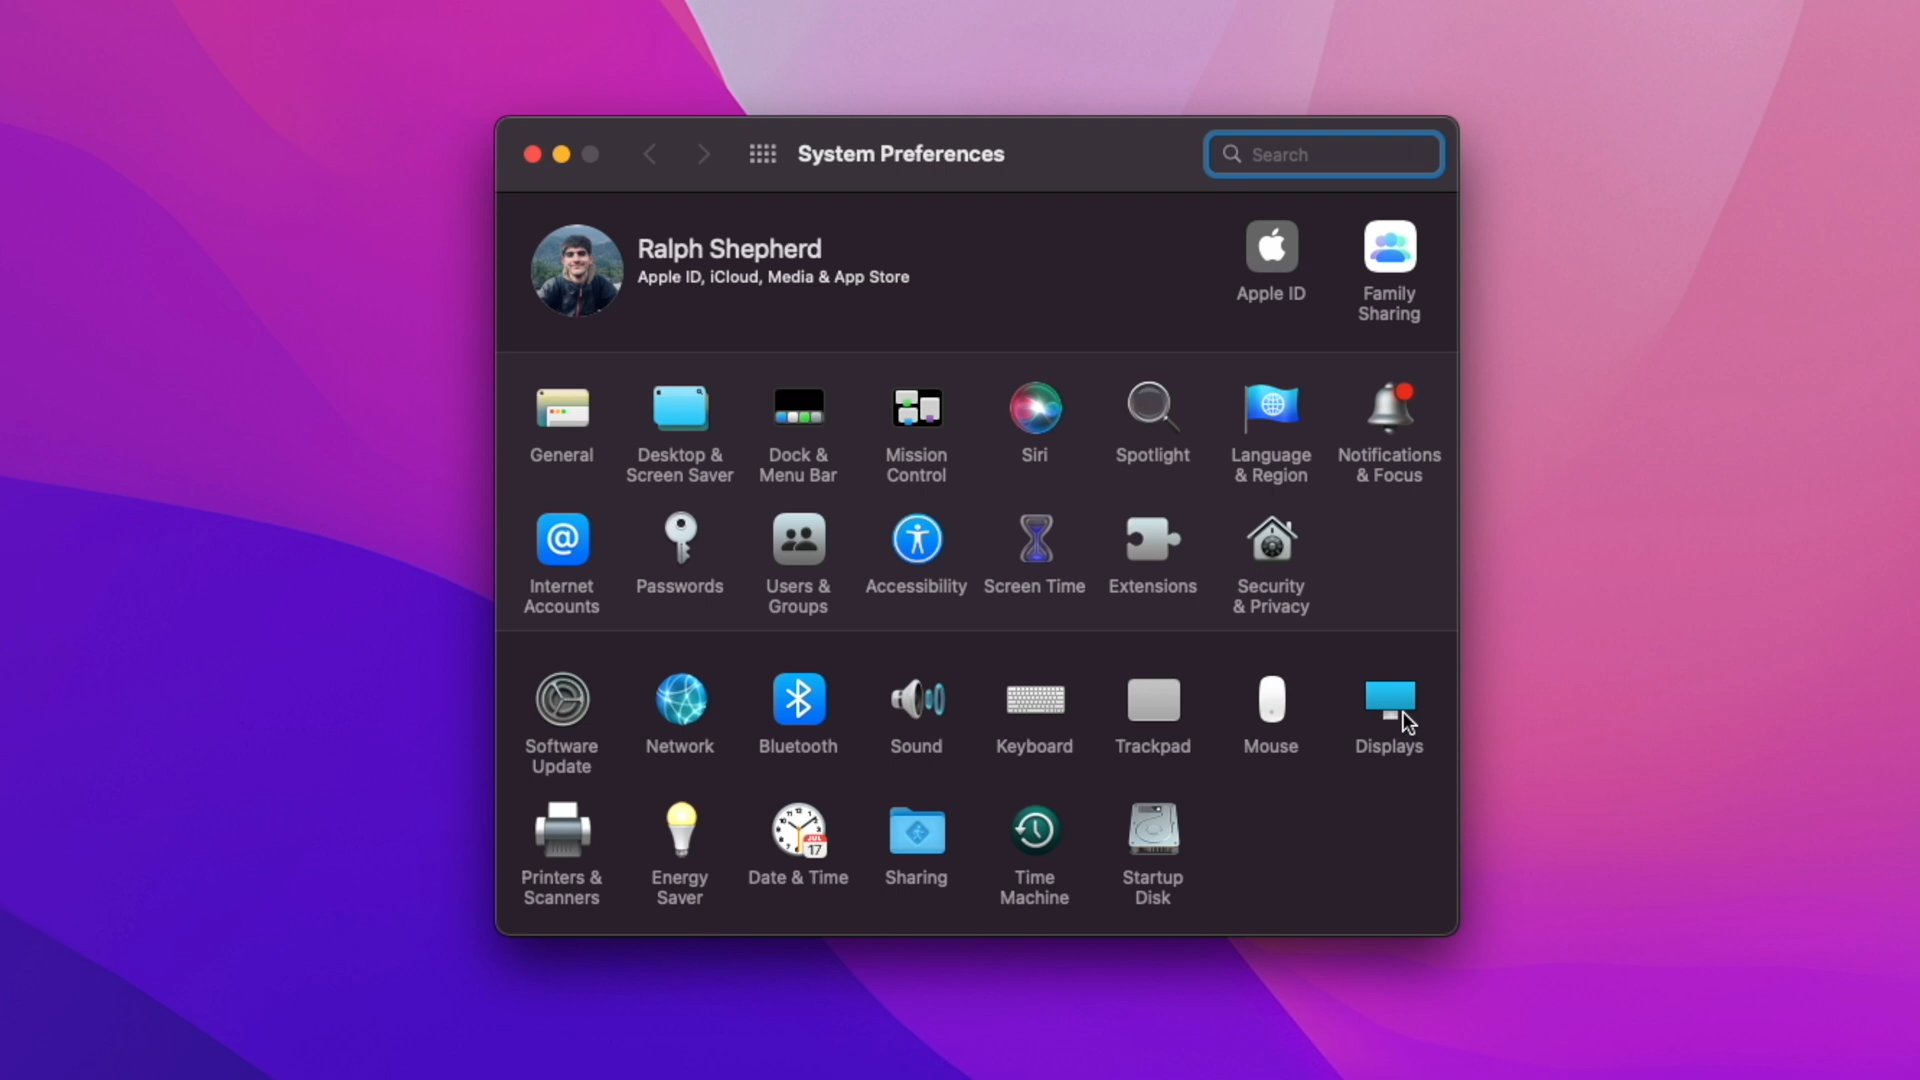 System Preferences
Search
Ralph Shepherd
Apple ID, iCloud, Media & App Store
Apple ID
Family
Sharing
General
Desktop &
Screen Saver
Dock &
Menu Bar
Mission
Control
Siri
Spotlight
Language
& Region
Notifications
& Focus
@
Internet
Accounts
Passwords
Users &
Groups
Accessibility
Screen Time
Extensions
Security
& Privacy
Software
Update
Network
Bluetooth
Sound
Keyboard
Trackpad
Mouse
Displays
JUL
17
Printers &
Scanners
Energy
Saver
Date & Time
Sharing
Time
Machine
Startup
Disk